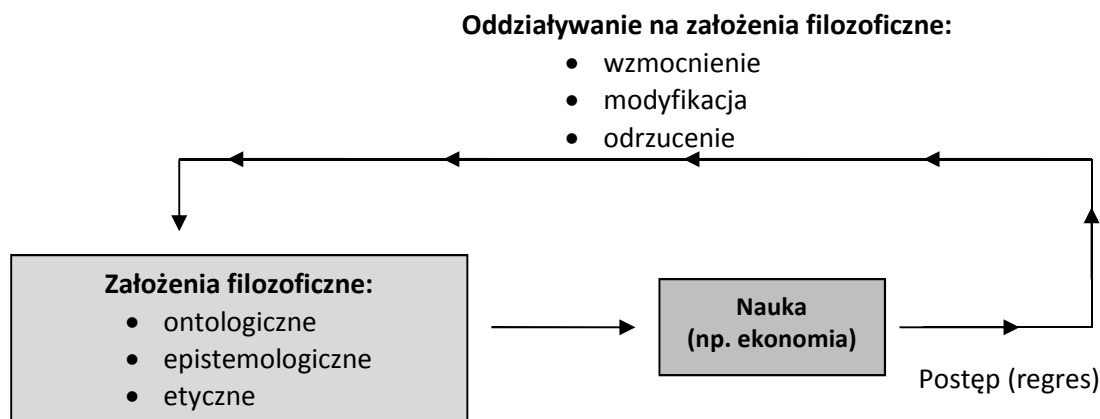 Oddziaływanie na założenia filozoficzne:
• wzmocnienie
• modyfikacja
• odrzucenie
Założenia filozoficzne:
• ontologiczne
• epistemologiczne
• etyczne
Nauka
(np. ekonomia)
Postęp (regres)